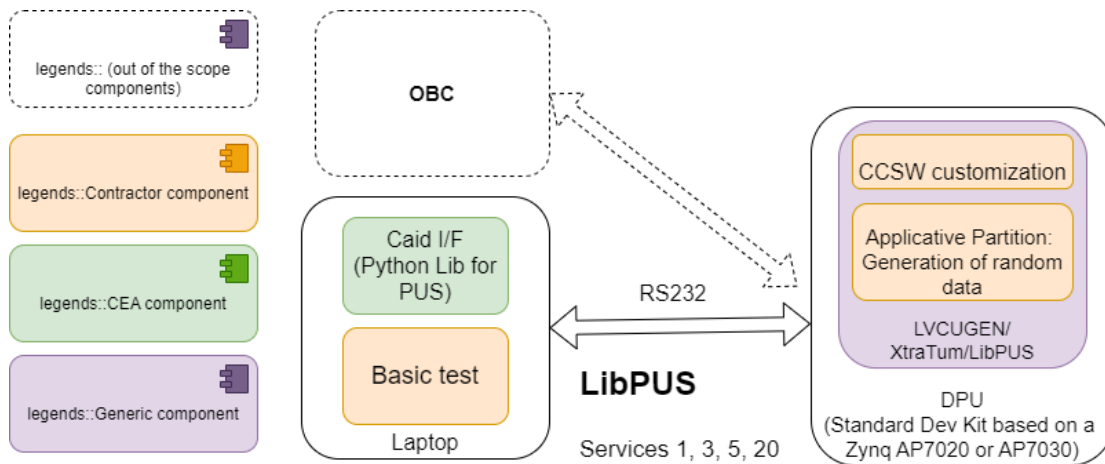 legends:: (out of the scope
components)
legends::Contractor component
legends::CEA component
legends::Generic component
OBC
Caid I/F
(Python Lib for
PUS)
Basic test
Laptop
RS232
LibPUS
Services 1, 3, 5, 20
CCSW customization
Applicative Partition:
Generation of random
data
LVCUGEN/
XtraTum/LibPUS
DPU
(Standard Dev Kit based on a
Zynq AP7020 or AP7030)